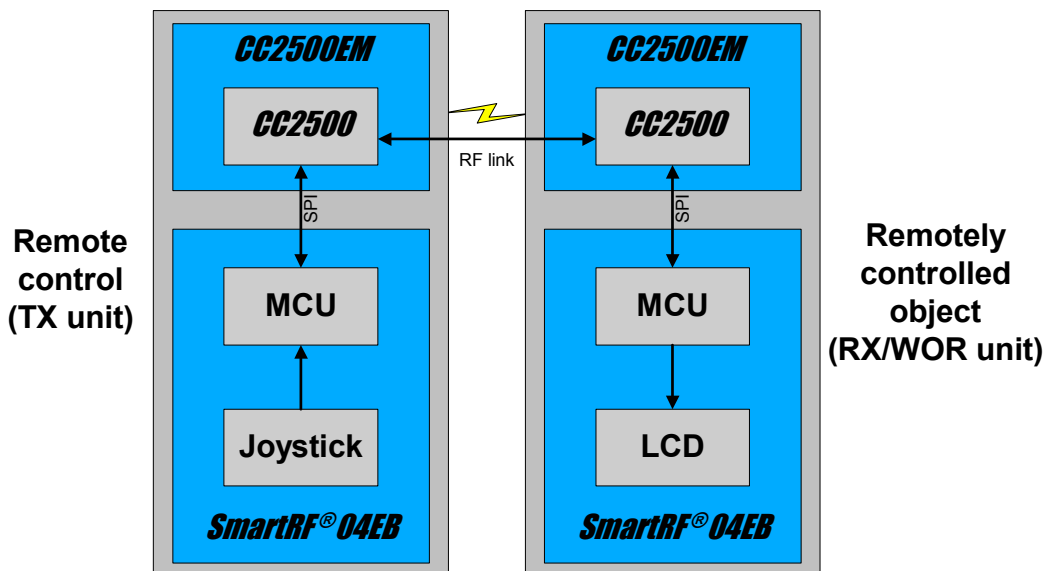 CC2500EM
CC2500
SPI
MCU
Joystick
SmartRF® 04EB
Remote
control
(TX unit)
RF link
CC2500EM
CC2500
SPI
MCU
LCD
SmartRF® 04EB
Remotely
controlled
object
(RX/WOR unit)